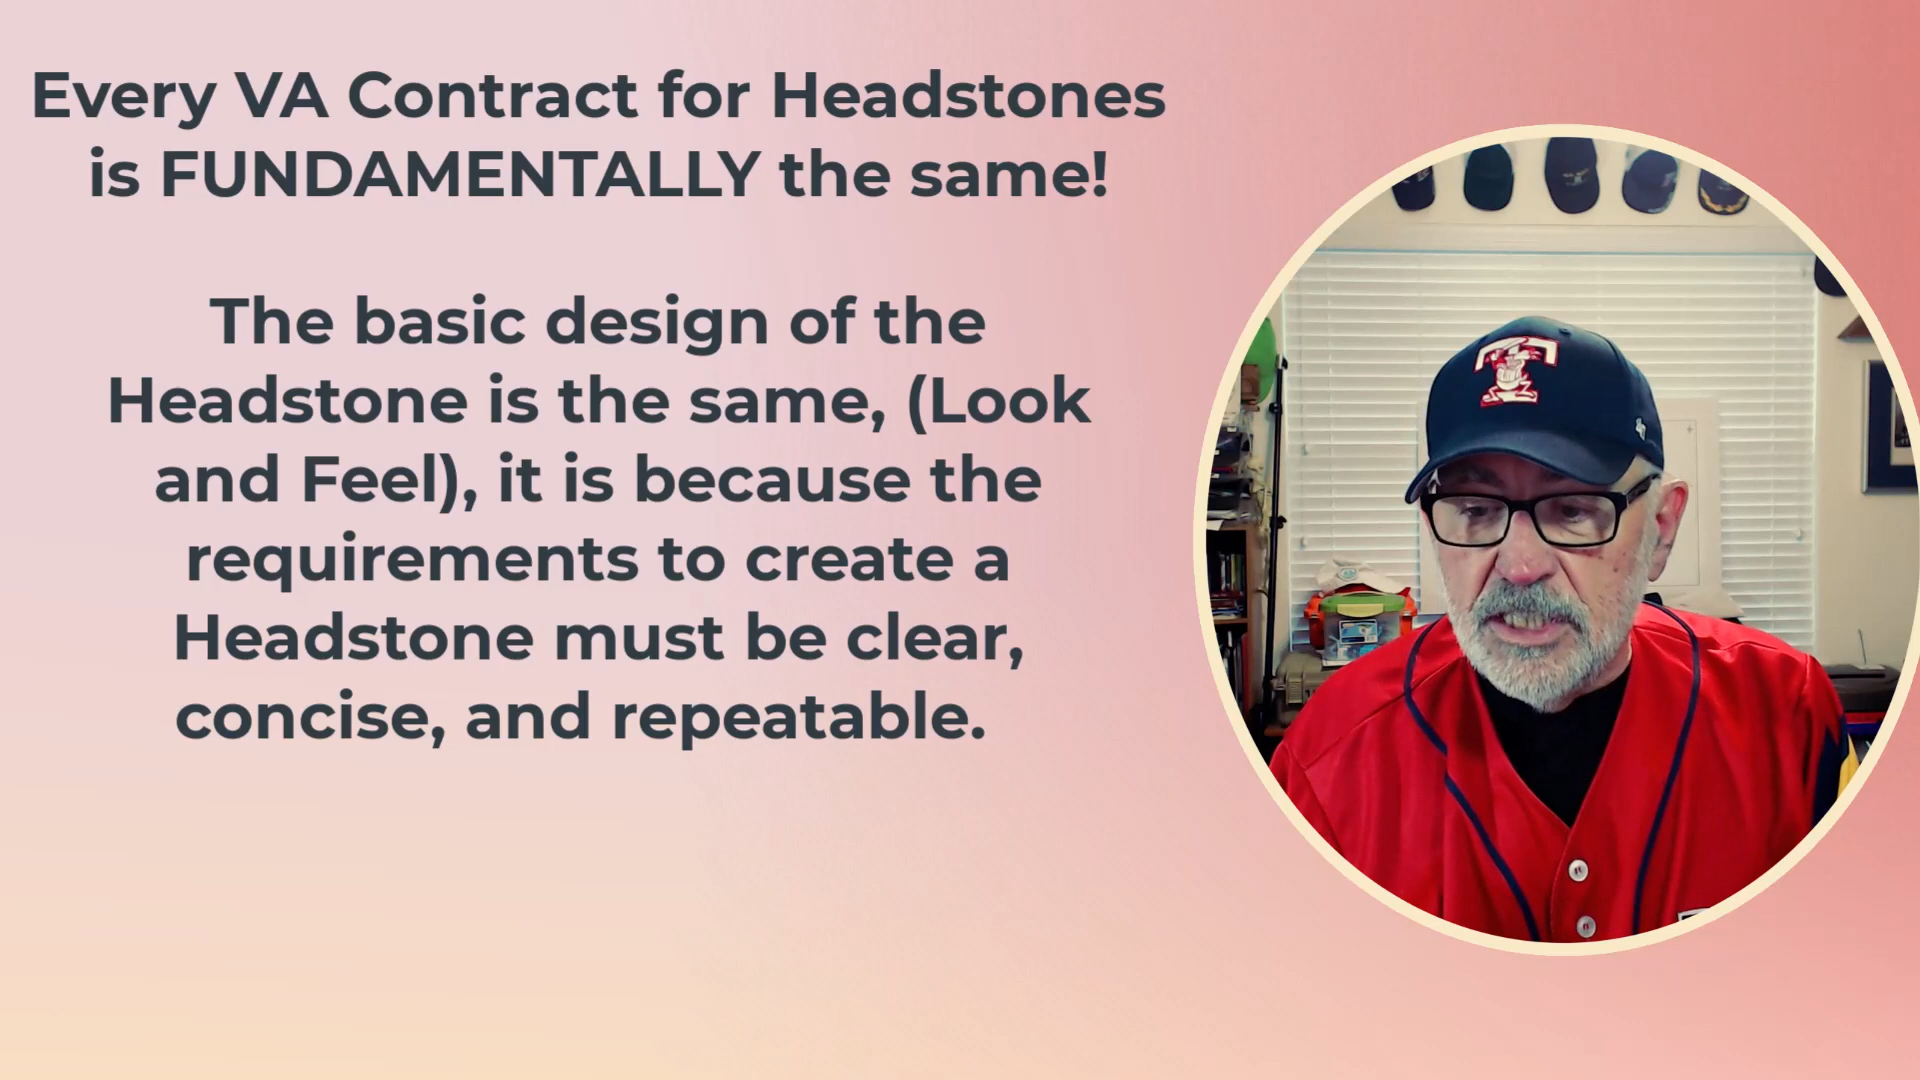 Every VA Contract for Headstones
is FUNDAMENTALLY the same!
The basic design of the
Headstone is the same, (Look
and Feel), it is because the
requirements to create a
Headstone must be clear,
concise, and repeatable.
T